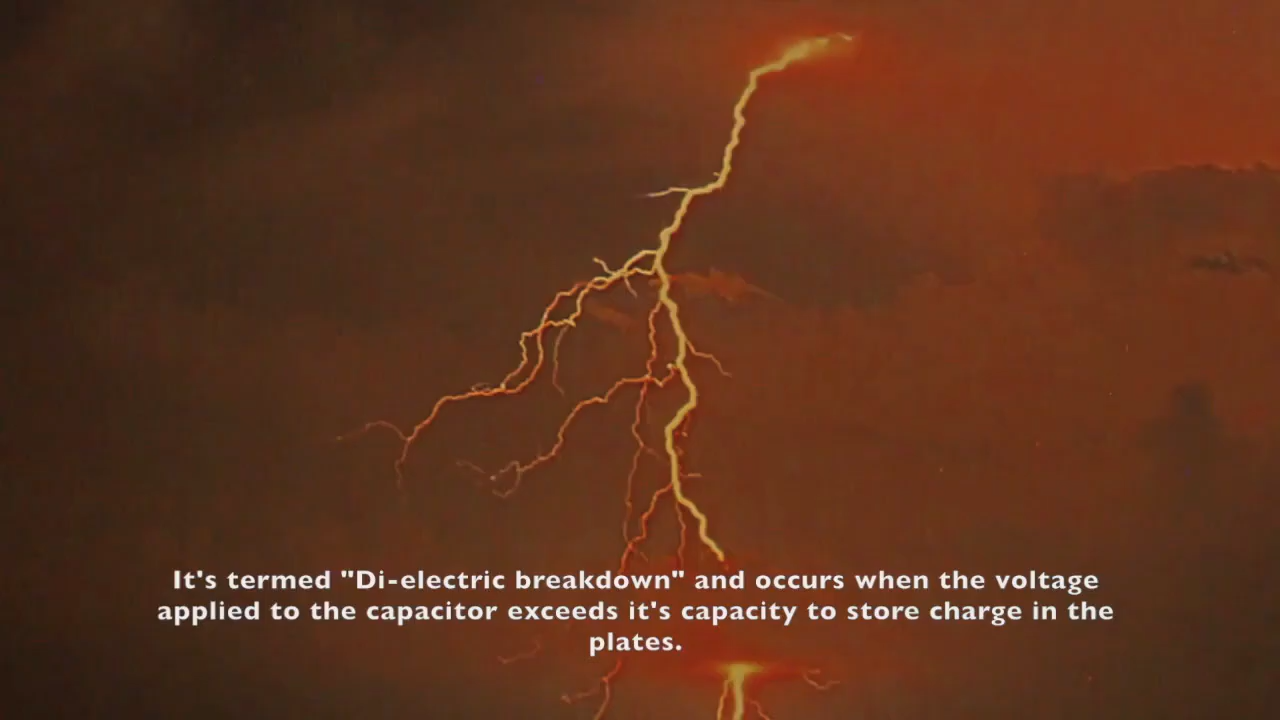 It's termed "Di-electric breakdown" and occurs when the voltage
applied to the capacitor exceeds it's capacity to store charge in the
plates.